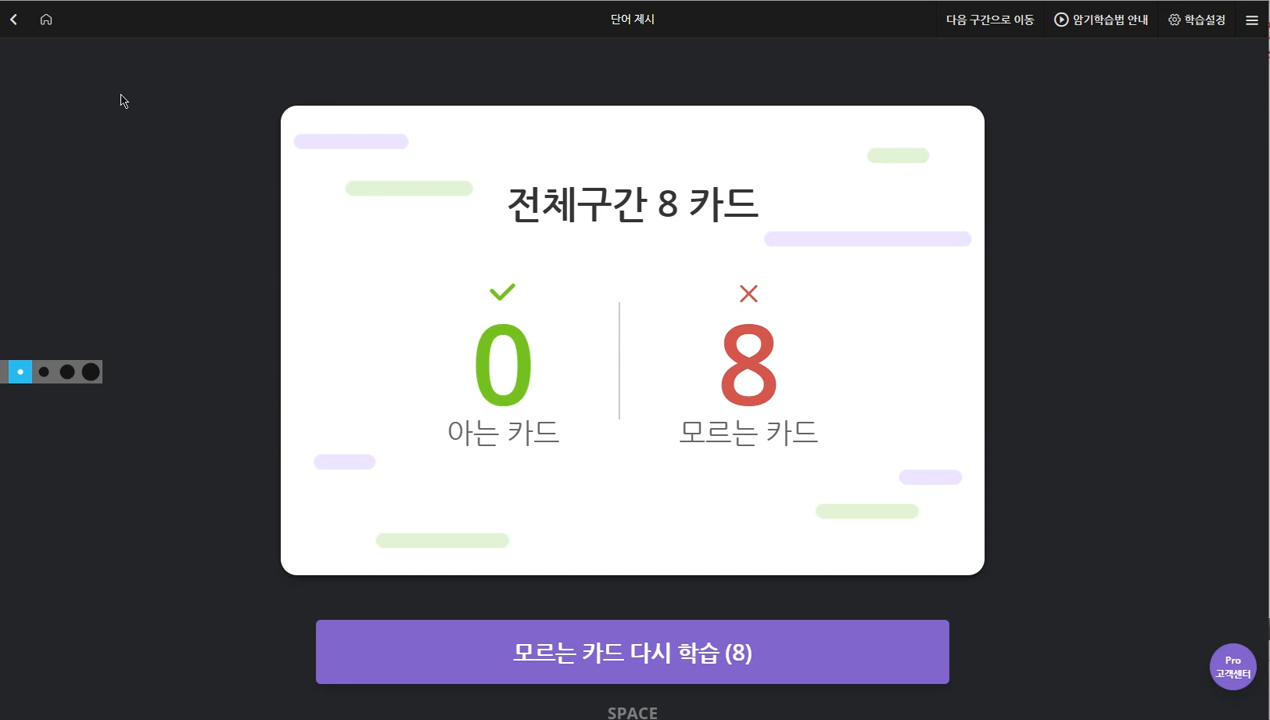 단어 제시
다음 구간으로 이동
암기학습법 안내
학습설정
전체구간 8 카드
0
8
아는 카드
모르는 카드
모르는 카드 다시 학습 (8)
Pro
고객센터
SPACE